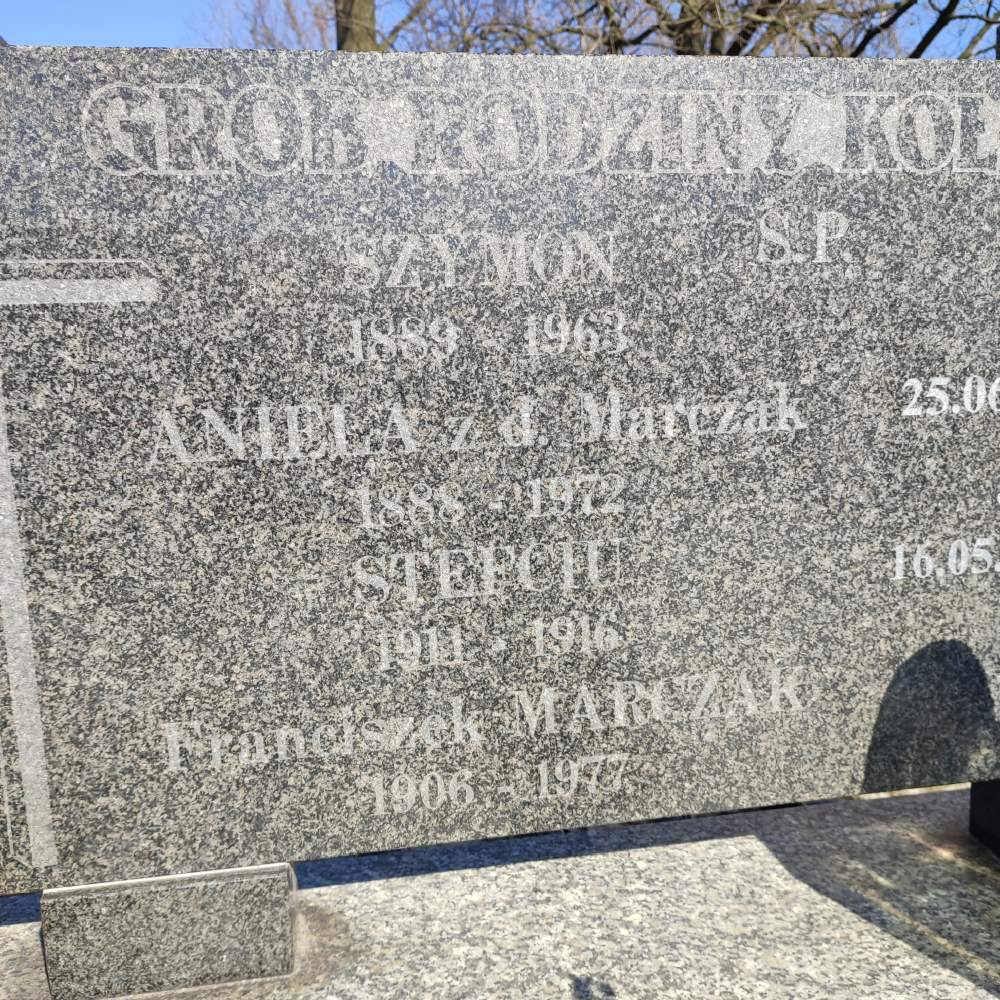 GRÓB RODZINY KOŁ
SZYMON Ś.P.
1889 - 1963
ANIELA z d. Marczak 25.06
1888 - 1972
STEFCIU 16.05.
1911 - 1916
Franciszek MARCZAK
1906 - 1977